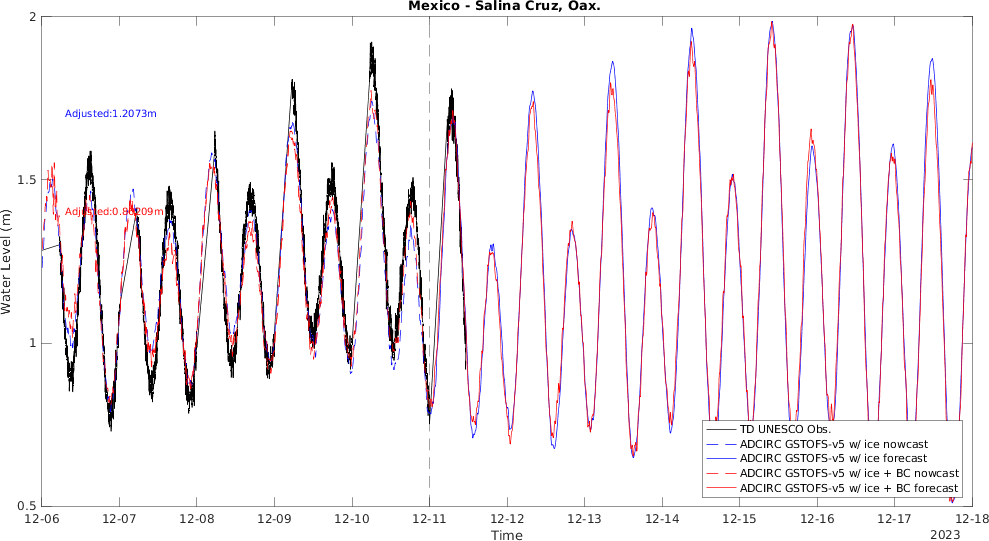 Mexico - Salina Cruz, Oax.
Water Level (m)
2
1.5
1
0.5
Adjusted:1.2073m
Adjusted:0.86209m
TD UNESCO Obs.
ADCIRC GSTOFS-v5 w/ ice nowcast
ADCIRC GSTOFS-v5 w/ ice forecast
ADCIRC GSTOFS-v5 w/ ice + BC nowcast
ADCIRC GSTOFS-v5 w/ ice + BC forecast
12-06 12-07 12-08 12-09 12-10 12-11 12-12 12-13 12-14 12-15 12-16 12-17 12-18
Time
2023